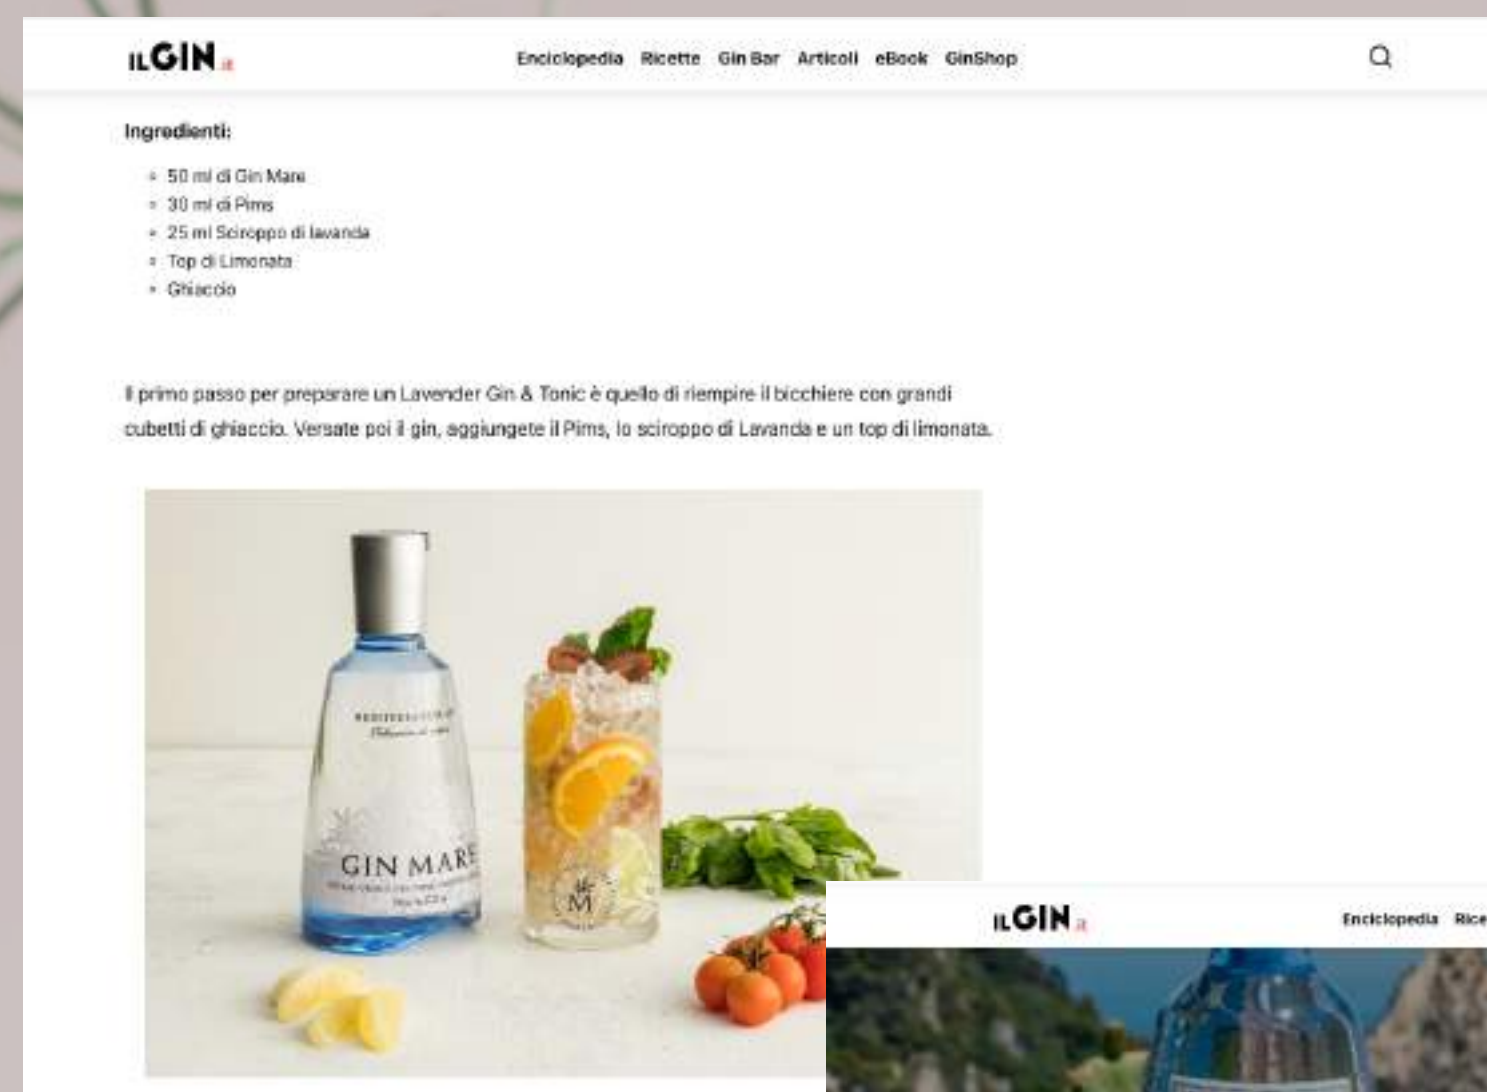 ILGIN.it
Enciclopedia Ricette Gin Bar Articoli eBook GinShop
Ingredienti:
50 ml di Gin Mare
30 ml di Pims
25 ml Sciroppo di lavanda
Top di Limonata
Ghiaccio
Il primo passo per preparare un Lavender Gin & Tonic è quello di riempire il bicchiere con grandi
cubetti di ghiaccio. Versate poi il gin, aggiungete il Pims, lo sciroppo di Lavanda e un top di limonata.
GIN MARE
M
ILGIN.it
Enciclopedia Rice